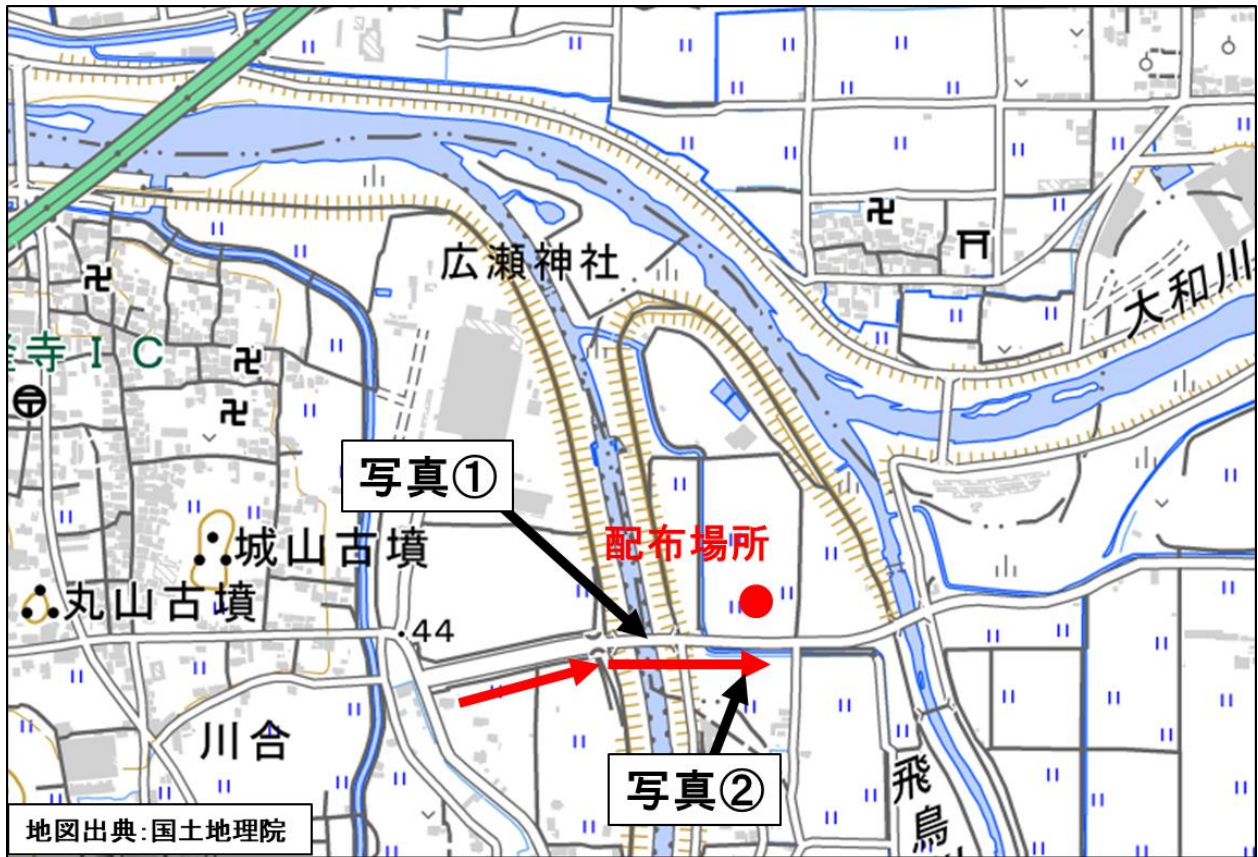 広瀬神社
大和川
寺IC
写真①
配布場所
城山古墳
丸山古墳
44
川合
写真②
飛鳥
地図出典:国土地理院